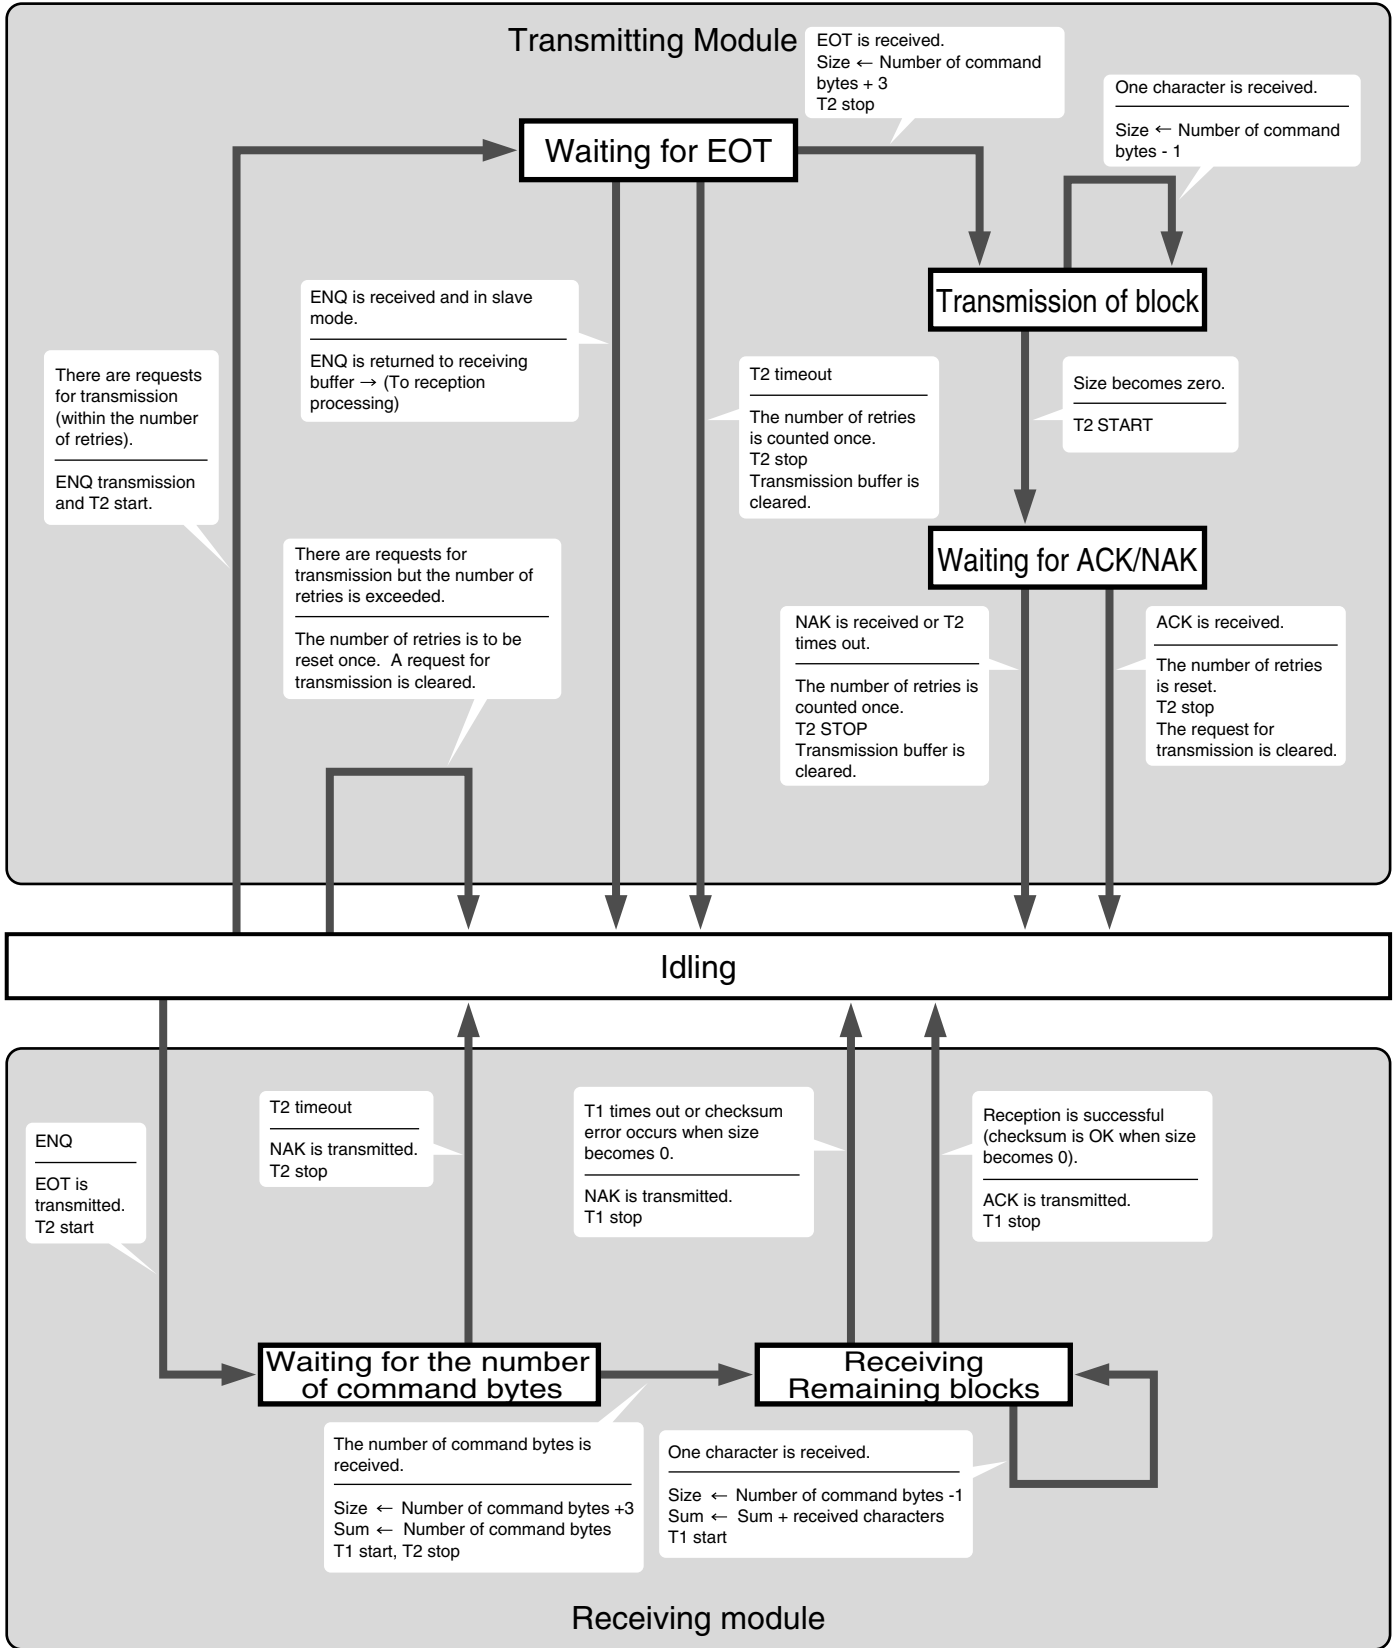 Transmitting Module
EOT is received.
Size ← Number of command
bytes + 3
T2 stop
One character is received.
Size ← Number of command
bytes - 1
Waiting for EOT
Transmission of block
ENQ is received and in slave
mode.
ENQ is returned to receiving
buffer → (To reception
processing)
There are requests
for transmission
(within the number
of retries).
ENQ transmission
and T2 start.
T2 timeout
The number of retries
is counted once.
T2 stop
Transmission buffer is
cleared.
Size becomes zero.
T2 START
There are requests for
transmission but the number of
retries is exceeded.
The number of retries is to be
reset once.  A request for
transmission is cleared.
Waiting for ACK/NAK
NAK is received or T2
times out.
The number of retries is
counted once.
T2 STOP
Transmission buffer is
cleared.
ACK is received.
The number of retries
is reset.
T2 stop
The request for
transmission is cleared.
Idling
ENQ
EOT is
transmitted.
T2 start
T2 timeout
NAK is transmitted.
T2 stop
T1 times out or checksum
error occurs when size
becomes 0.
NAK is transmitted.
T1 stop
Reception is successful
(checksum is OK when size
becomes 0).
ACK is transmitted.
T1 stop
Waiting for the number
of command bytes
Receiving
Remaining blocks
The number of command bytes is
received.
Size ← Number of command bytes +3
Sum ← Number of command bytes
T1 start, T2 stop
One character is received.
Size ← Number of command bytes -1
Sum ← Sum + received characters
T1 start
Receiving module